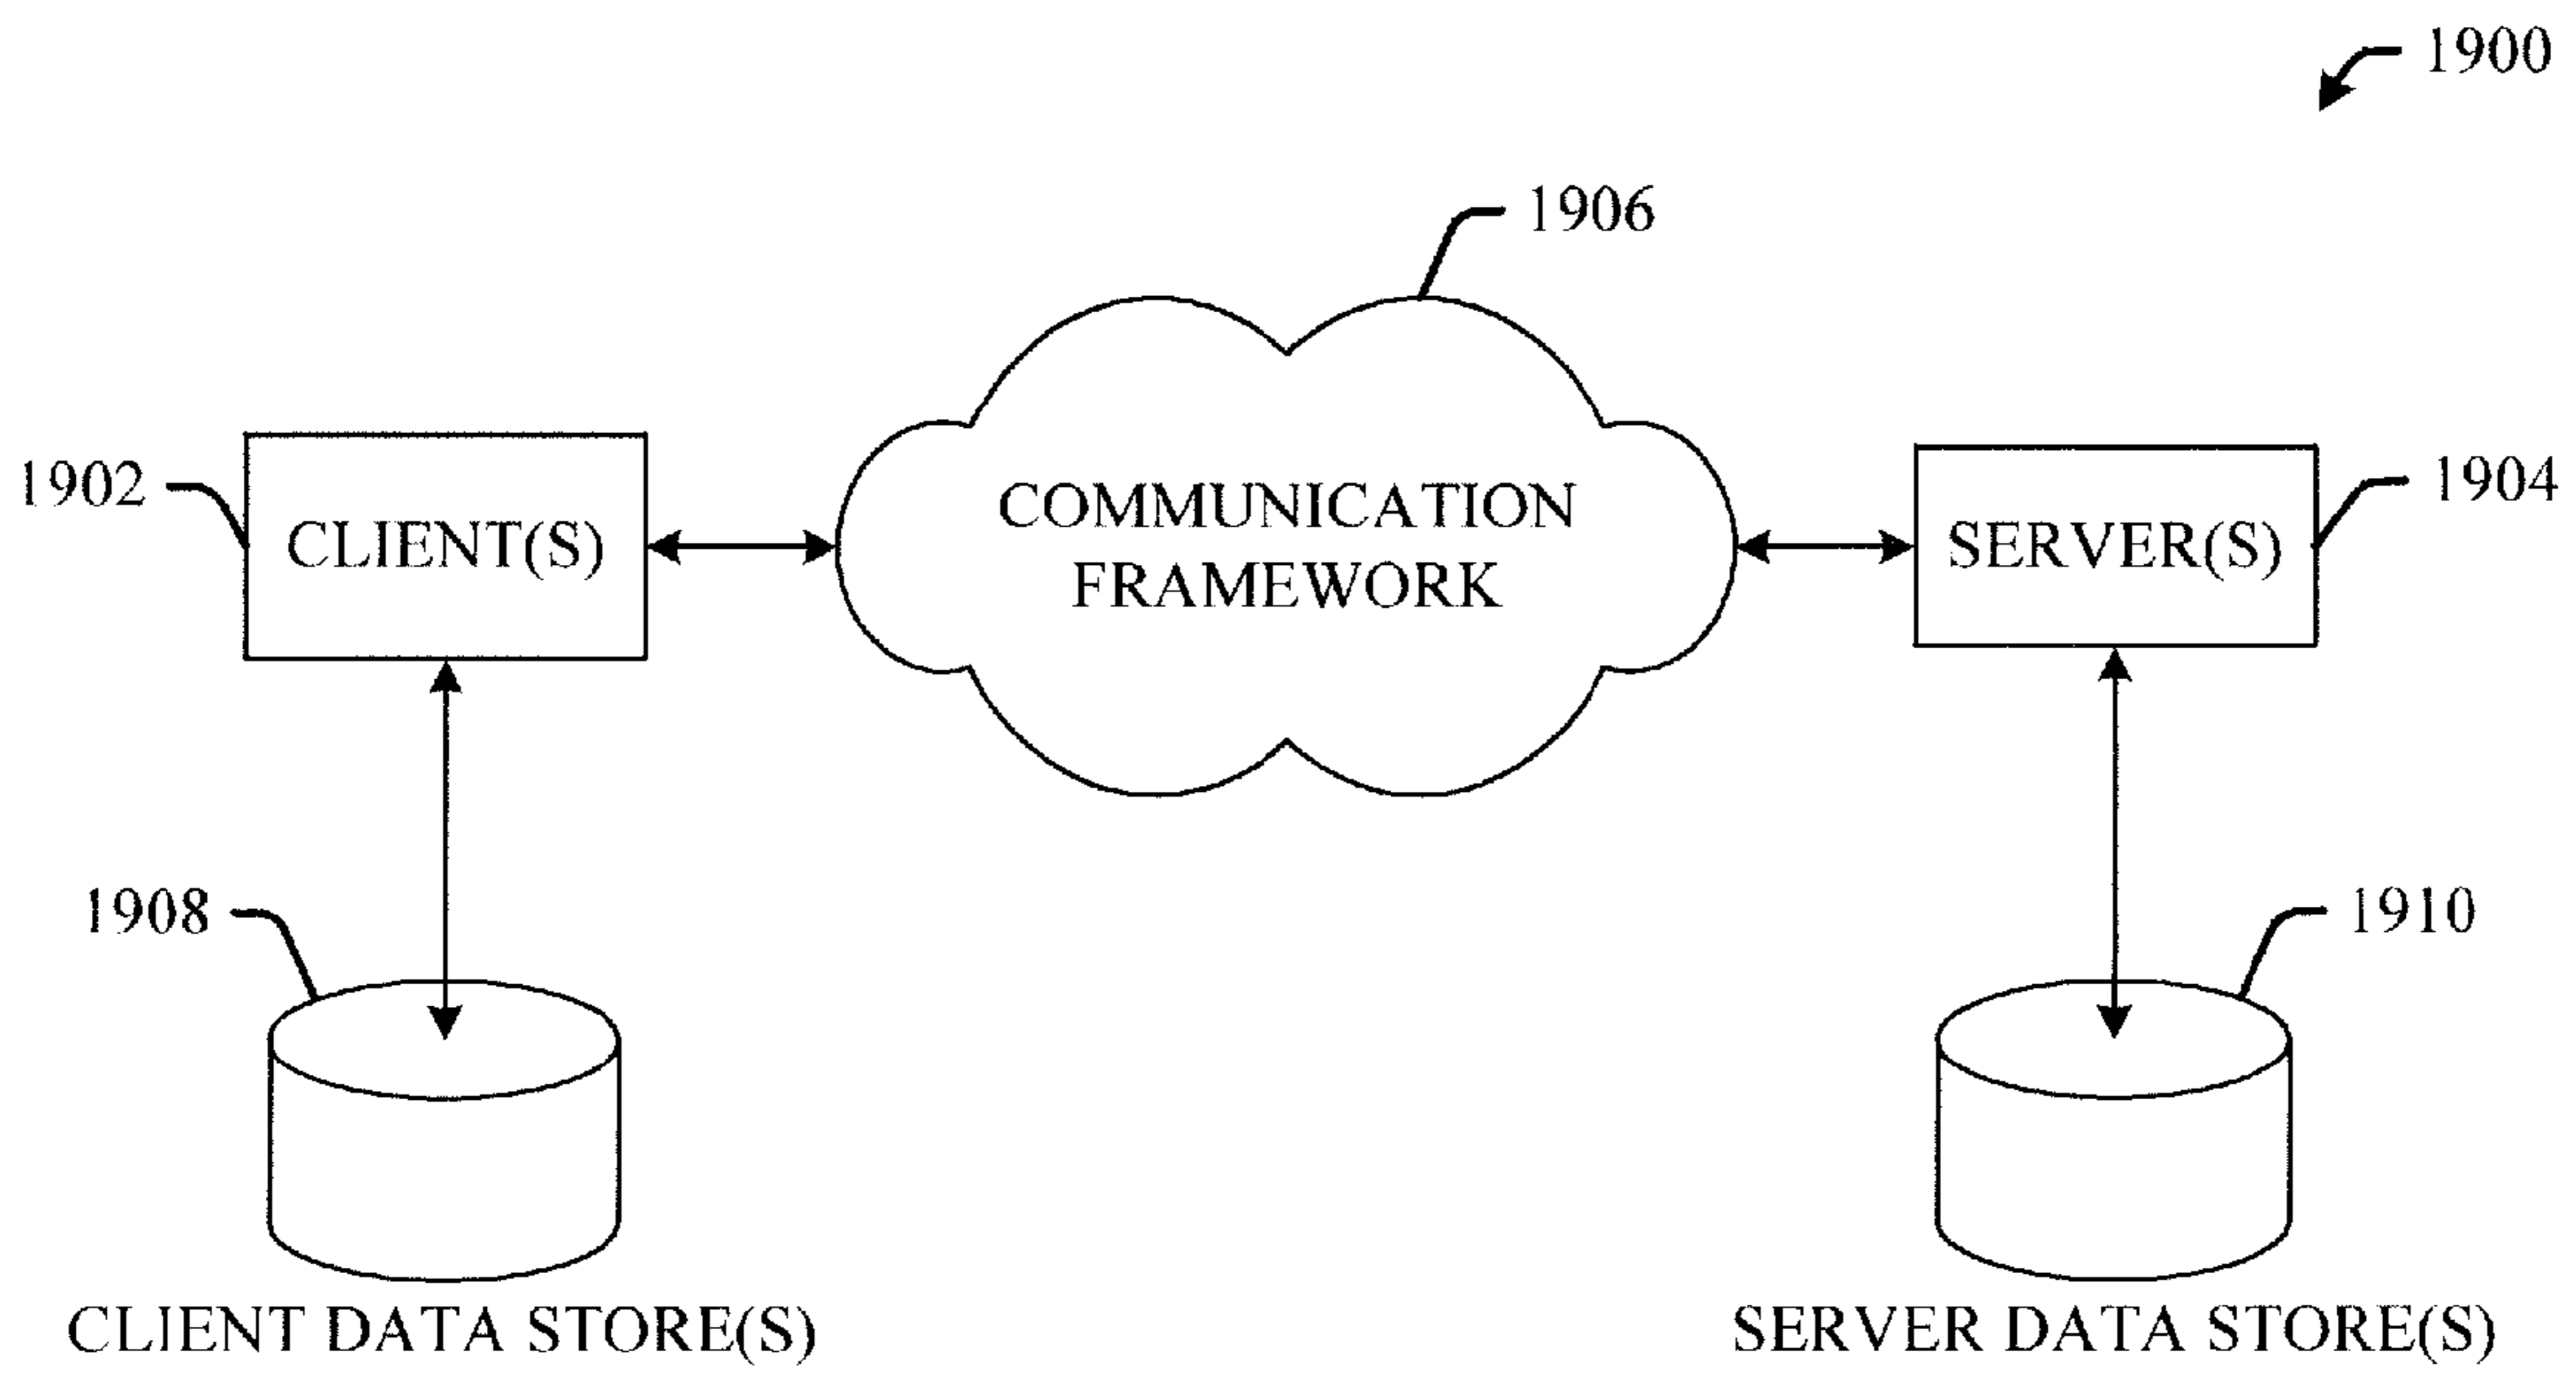 1900
1906
1902
CLIENT(S)
COMMUNICATION
FRAMEWORK
SERVER(S)
1904
1908
1910
CLIENT DATA STORE(S)
SERVER DATA STORE(S)